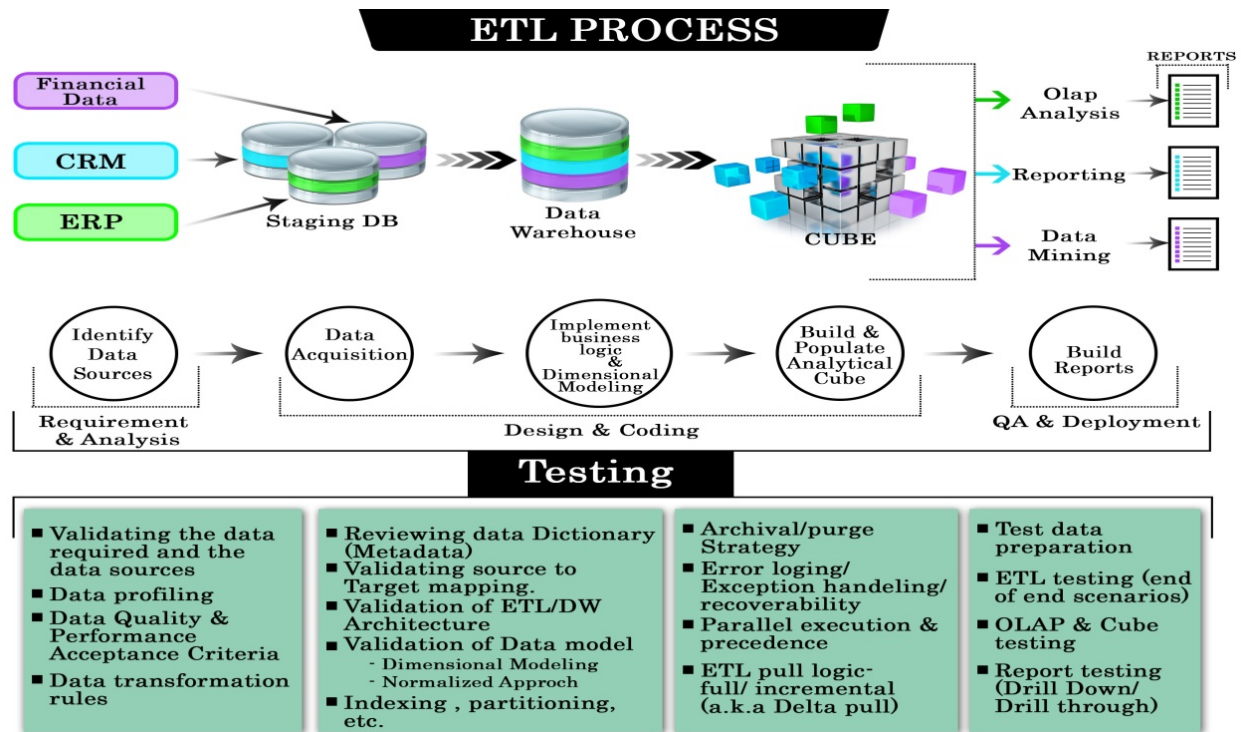 ETL PROCESS
REPORTS
Financial
Data
CRM
ERP
Staging DB
Data
Warehouse
CUBE
Olap
Analysis
Reporting
Data
Mining
Identify
Data
Sources
Data
Acquisition
Implement
business
logic
&
Dimensional
Modeling
Build &
Populate
Analytical
Cube
Build
Reports
Requirement
& Analysis
Design & Coding
QA & Deployment
Testing
▪ Validating the data
required and the
data sources
▪ Data profiling
▪ Data Quality &
Performance
Acceptance Criteria
▪ Data transformation
rules
▪ Reviewing data Dictionary
(Metadata)
▪ Validating source to
Target mapping.
▪ Validation of ETL/DW
Architecture
▪ Validation of Data model
- Dimensional Modeling
- Normalized Approch
▪ Indexing , partitioning,
etc.
▪ Archival/purge
Strategy
▪ Error loging/
Exception handeling/
recoverability
▪ Parallel execution &
precedence
▪ ETL pull logic-
full/ incremental
(a.k.a Delta pull)
▪ Test data
preparation
▪ ETL testing (end
of end scenarios)
▪ OLAP & Cube
testing
▪ Report testing
(Drill Down/
Drill through)